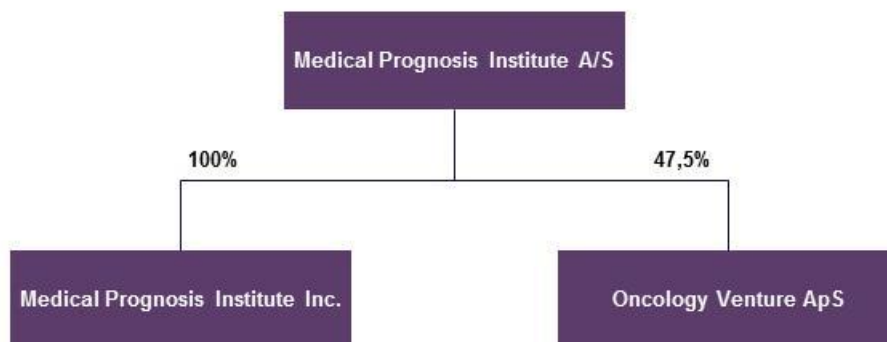 Medical Prognosis Institute A/S
100%
47,5%
Medical Prognosis Institute Inc.
Oncology Venture ApS